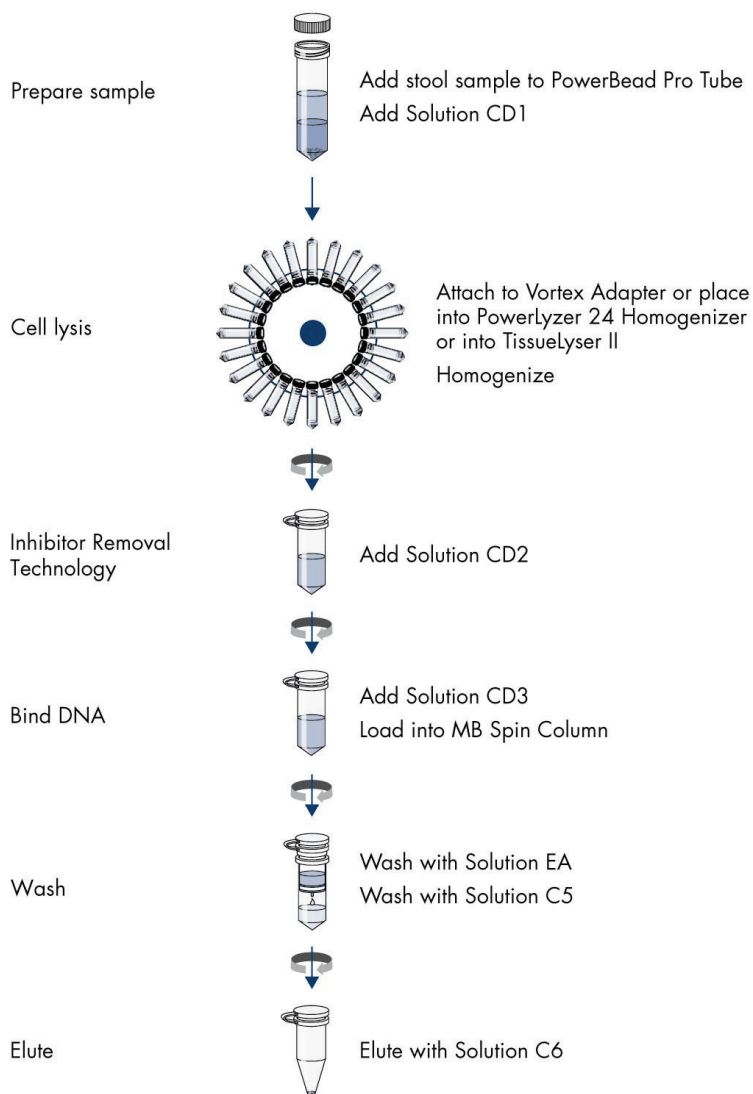 Prepare sample
Add stool sample to PowerBead Pro Tube
Add Solution CD1
Cell lysis
Attach to Vortex Adapter or place
into PowerLyzer 24 Homogenizer
or into TissueLyser II
Homogenize
Inhibitor Removal
Technology
Add Solution CD2
Bind DNA
Add Solution CD3
Load into MB Spin Column
Wash
Wash with Solution EA
Wash with Solution C5
Elute
Elute with Solution C6